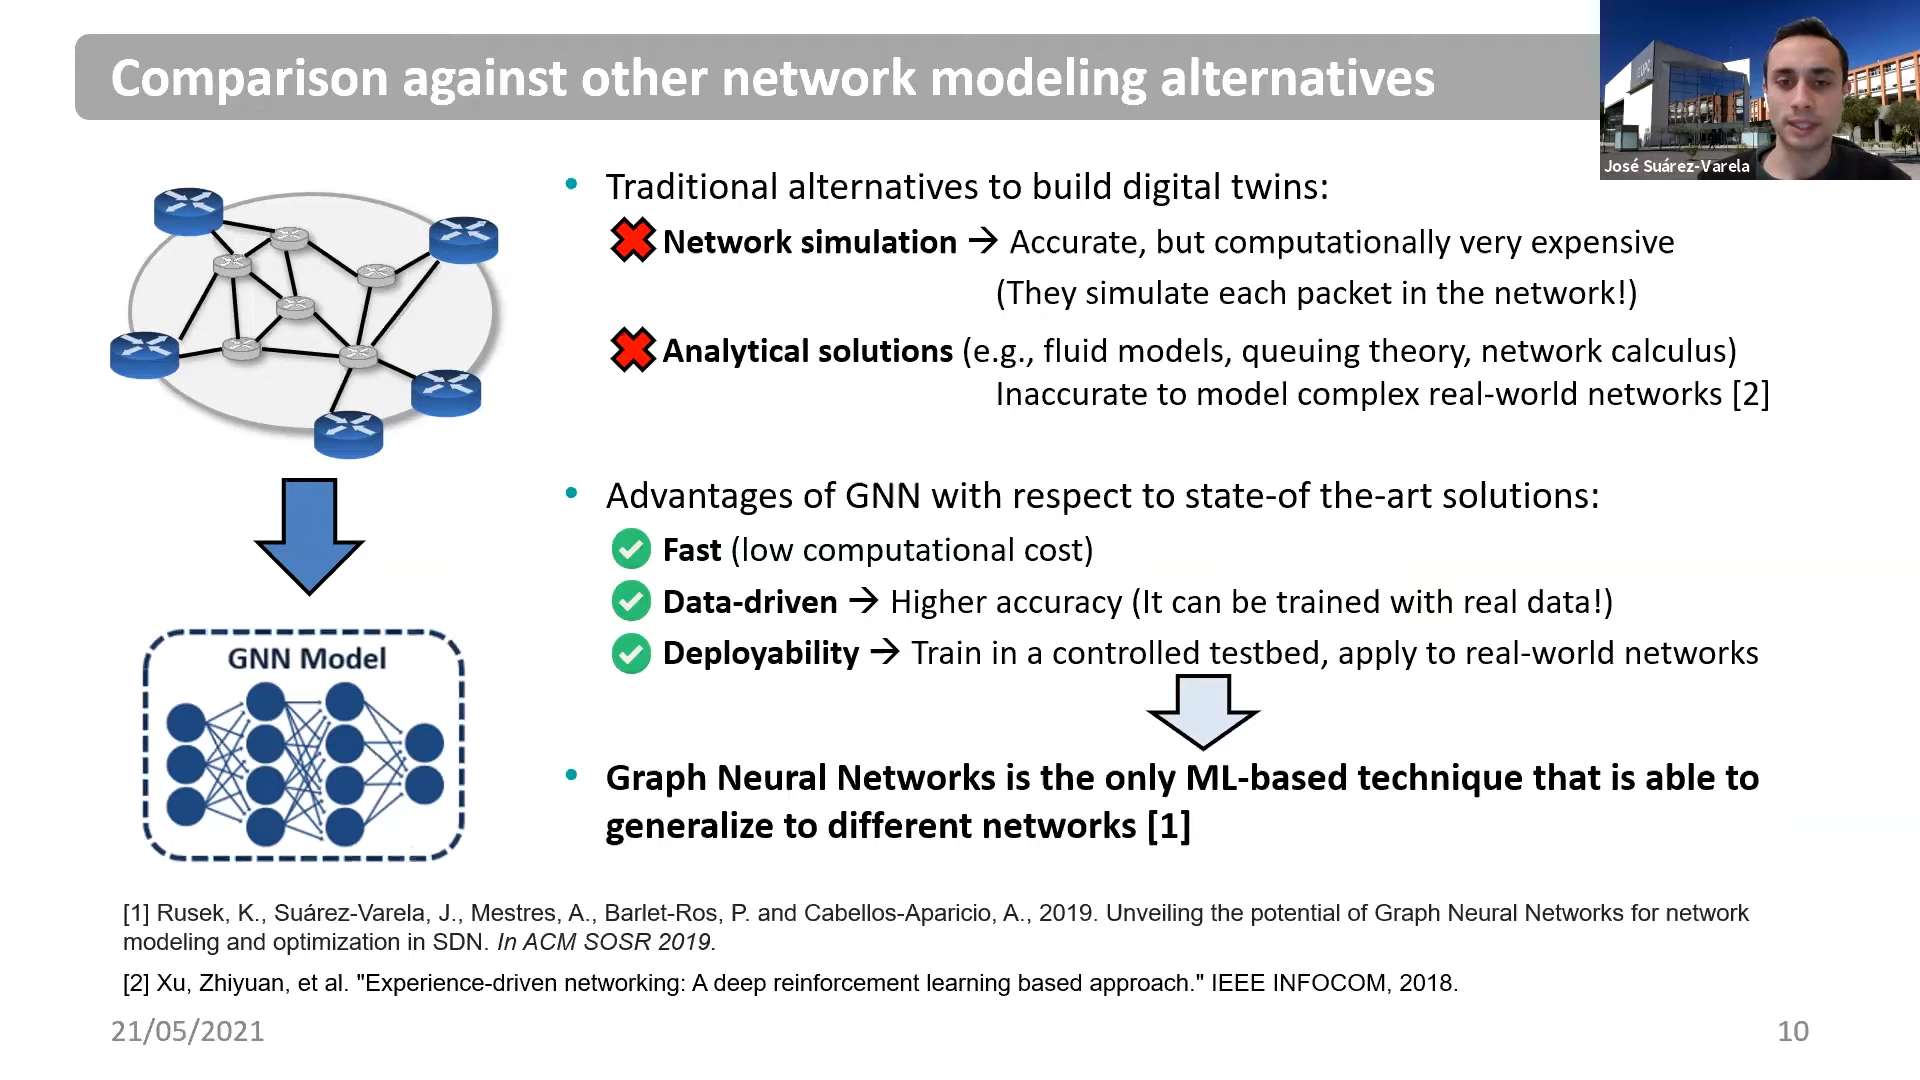 Comparison against other network modeling alternatives
José Suárez-Varela
• Traditional alternatives to build digital twins:
Network simulation → Accurate, but computationally very expensive
(They simulate each packet in the network!)
Analytical solutions (e.g., fluid models, queuing theory, network calculus)
Inaccurate to model complex real-world networks [2]
• Advantages of GNN with respect to state-of the-art solutions:
Fast (low computational cost)
Data-driven → Higher accuracy (It can be trained with real data!)
Deployability → Train in a controlled testbed, apply to real-world networks
GNN Model
• Graph Neural Networks is the only ML-based technique that is able to
generalize to different networks [1]
[1] Rusek, K., Suárez-Varela, J., Mestres, A., Barlet-Ros, P. and Cabellos-Aparicio, A., 2019. Unveiling the potential of Graph Neural Networks for network
modeling and optimization in SDN. In ACM SOSR 2019.
[2] Xu, Zhiyuan, et al. "Experience-driven networking: A deep reinforcement learning based approach." IEEE INFOCOM, 2018.
21/05/2021
10